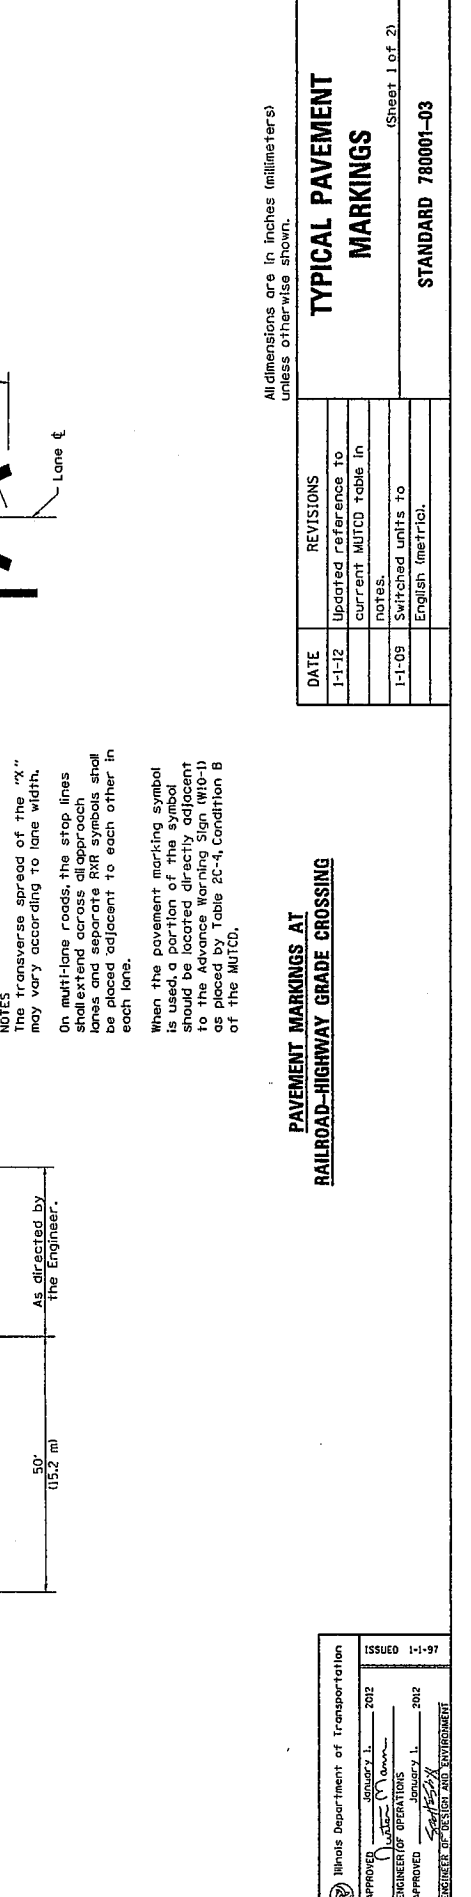 50'
(15.2 m)
As directed by
the Engineer.
NOTES
The transverse spread of the "X"
may vary according to lane width.
On multi-lane roads, the stop lines
shall extend across all approach
lanes and separate RXR symbols shall
be placed adjacent to each other in
each lane.
When the pavement marking symbol
is used, a portion of the symbol
should be located directly adjacent
to the Advance Warning Sign (W10-1)
as placed by Table 2C-4, Condition B
of the MUTCD.
Lane ℄
PAVEMENT MARKINGS AT
RAILROAD-HIGHWAY GRADE CROSSING
All dimensions are in inches (millimeters)
unless otherwise shown.
Illinois Department of Transportation
APPROVED January 1, 2012
ENGINEER OF OPERATIONS
APPROVED January 1, 2012
ENGINEER OF DESIGN AND ENVIRONMENT
ISSUED 1-1-97
DATE REVISIONS
1-1-12 Updated reference to
current MUTCD table in
notes.
1-1-09 Switched units to
English (metric).
TYPICAL PAVEMENT
MARKINGS
(Sheet 1 of 2)
STANDARD 780001-03